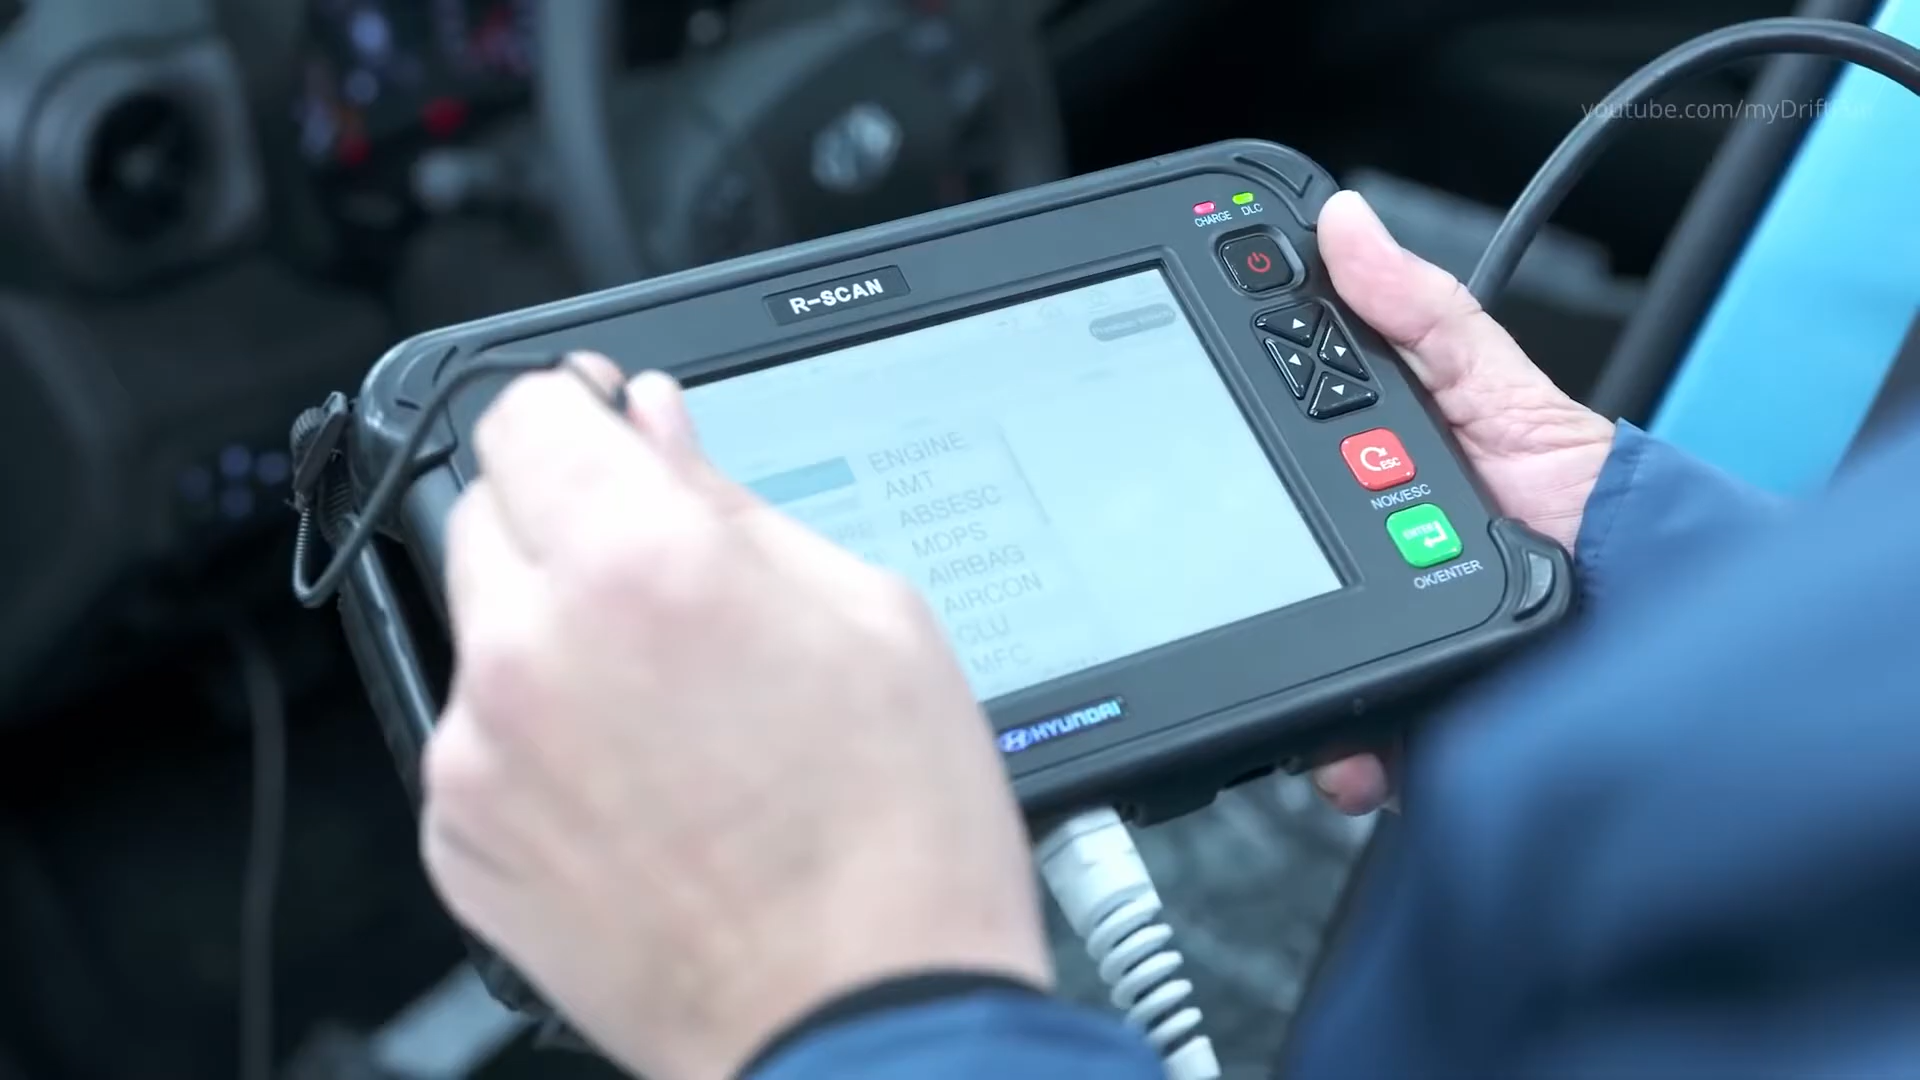 youtube.com/myDrift
CHARGE DLC
R-SCAN
ENGINE
AMT
ABSESC
MDPS
AIRBAG
AIRCON
CLU
MFC
ESC
NOK/ESC
ENTER
OK/ENTER
HYUNDAI